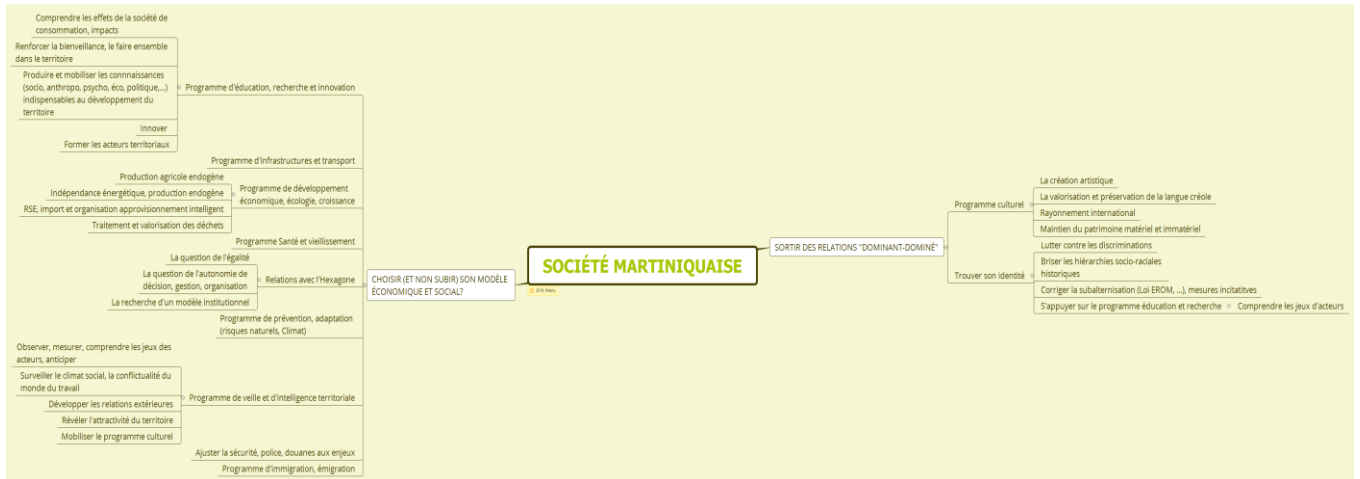 Comprendre les effets de la société de
consommation, impacts
Renforcer la bienveillance, le faire ensemble
dans le territoire
Produire et mobiliser les connnaissances
(socio, anthropo, psycho, éco, politique,...)
indispensables au développement du
territoire
Innover
Former les acteurs territoriaux
Programme d'éducation, recherche et innovation
Programme d'infrastructures et transport
Production agricole endogène
Indépendance énergétique, production endogène
RSE, import et organisation approvisionnement intelligent
Traitement et valorisation des déchets
Programme de développement
économique, écologie, croissance
Programme Santé et vieillissement
La question de l'égalité
La question de l'autonomie de
décision, gestion, organisation
La recherche d'un modèle institutionnel
Relations avec l'Hexagone
Programme de prévention, adaptation
(risques naturels, Climat)
Observer, mesurer, comprendre les jeux des
acteurs, anticiper
Surveiller le climat social, la conflictualité du
monde du travail
Développer les relations extérieures
Révéler l'attractivité du territoire
Mobiliser le programme culturel
Programme de veille et d'intelligence territoriale
Ajuster la sécurité, police, douanes aux enjeux
Programme d'immigration, émigration
CHOISIR (ET NON SUBIR) SON MODÈLE
ÉCONOMIQUE ET SOCIAL?
SOCIÉTÉ MARTINIQUAISE
SORTIR DES RELATIONS "DOMINANT-DOMINÉ"
Programme culturel
La création artistique
La valorisation et préservation de la langue créole
Rayonnement international
Maintien du patrimoine matériel et immatériel
Trouver son identité
Lutter contre les discriminations
Briser les hiérarchies socio-raciales
historiques
Corriger la subalternisation (Loi EROM, ...), mesures incitatitves
S'appuyer sur le programme éducation et recherche
Comprendre les jeux d'acteurs